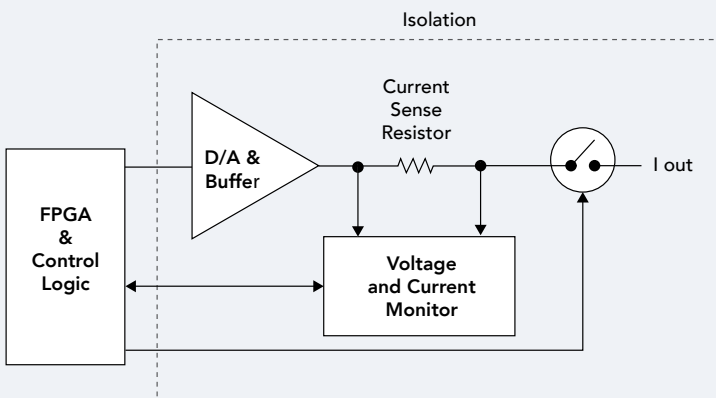 Isolation
Current
Sense
Resistor
D/A &
Buffer
I out
FPGA
&
Control
Logic
Voltage
and Current
Monitor